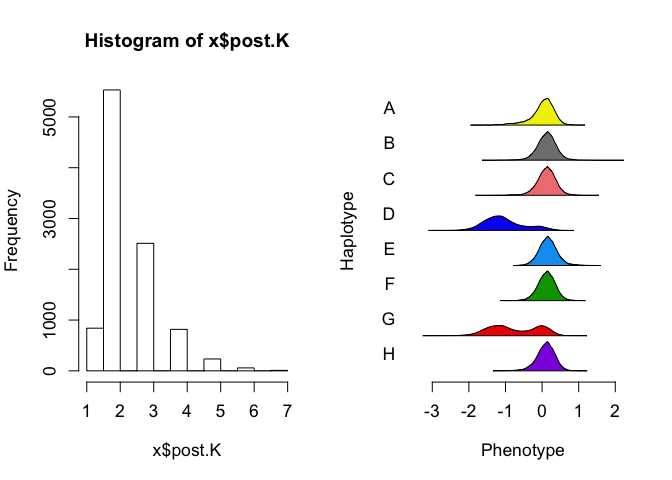 Histogram of x$post.K
Frequency
0
1000
3000
5000
1 2 3 4 5 6 7
x$post.K
Haplotype
A
B
C
D
E
F
G
H
-3 -2 -1 0 1 2
Phenotype